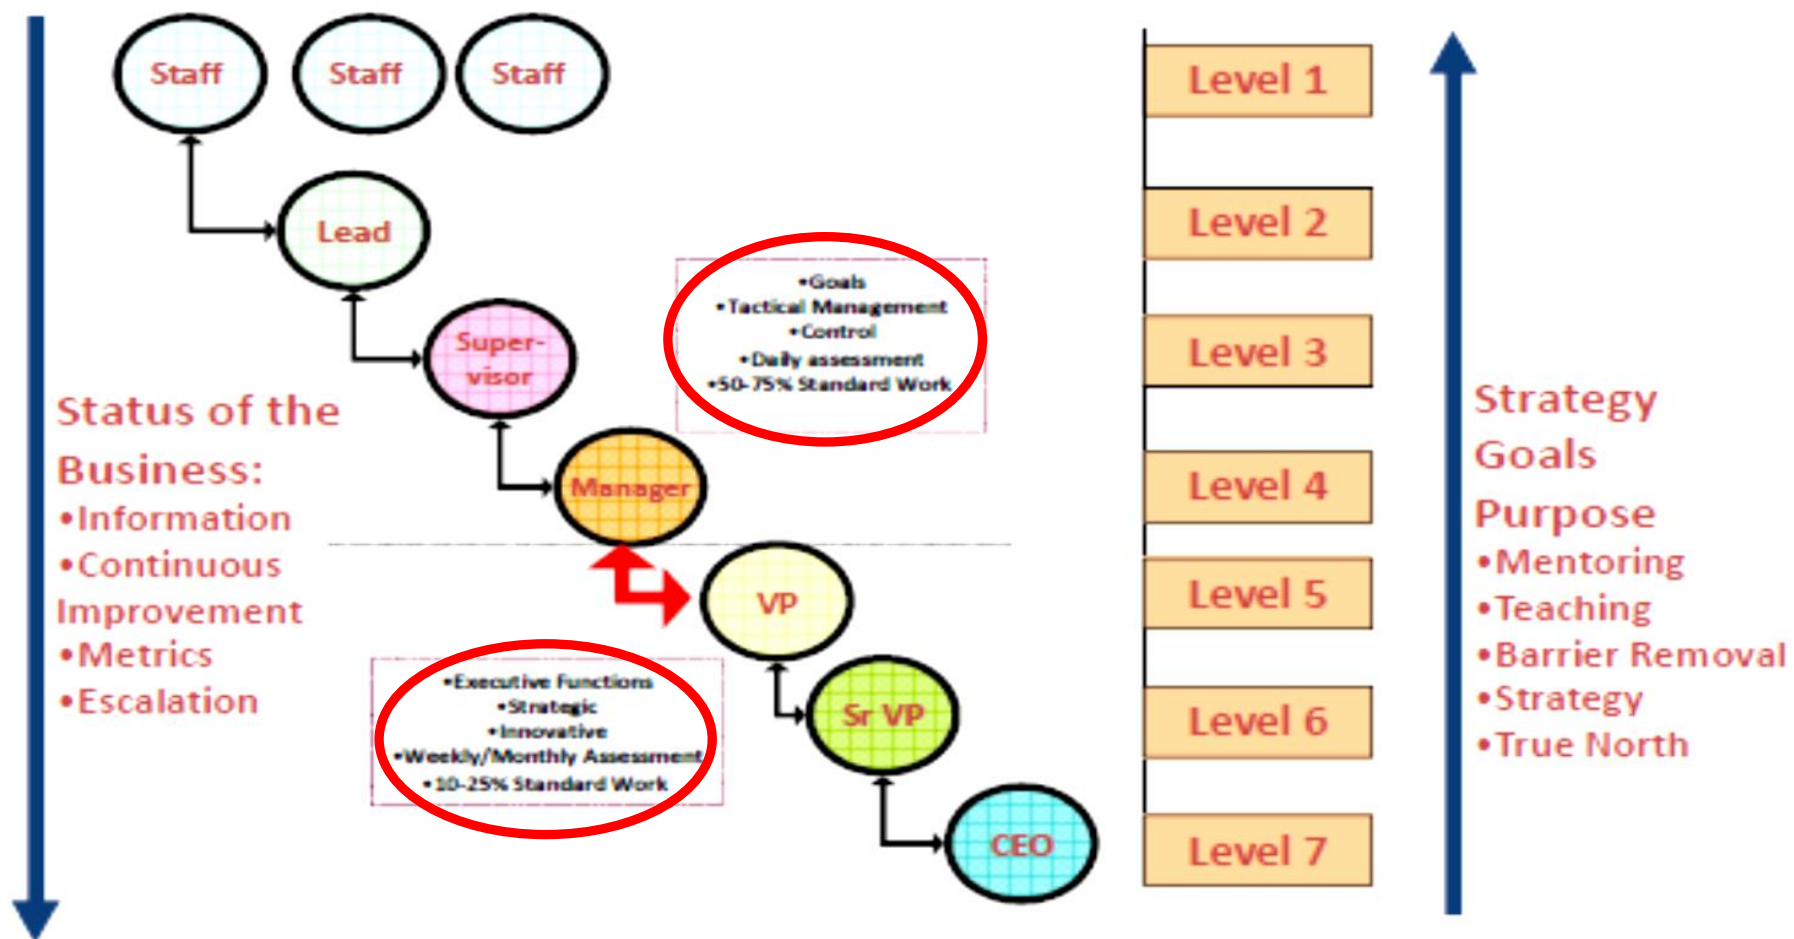 Staff
Staff
Staff
Level 1
Lead
Level 2
•Goals
•Tactical Management
•Control
•Daily assessment
•50-75% Standard Work
Super-
visor
Level 3
Status of the
Business:
•Information
•Continuous
Improvement
•Metrics
•Escalation
Manager
Level 4
Strategy
Goals
Purpose
•Mentoring
•Teaching
•Barrier Removal
•Strategy
•True North
VP
Level 5
•Executive Functions
•Strategic
•Innovative
•Weekly/Monthly Assessment
•10-25% Standard Work
Sr VP
Level 6
CEO
Level 7